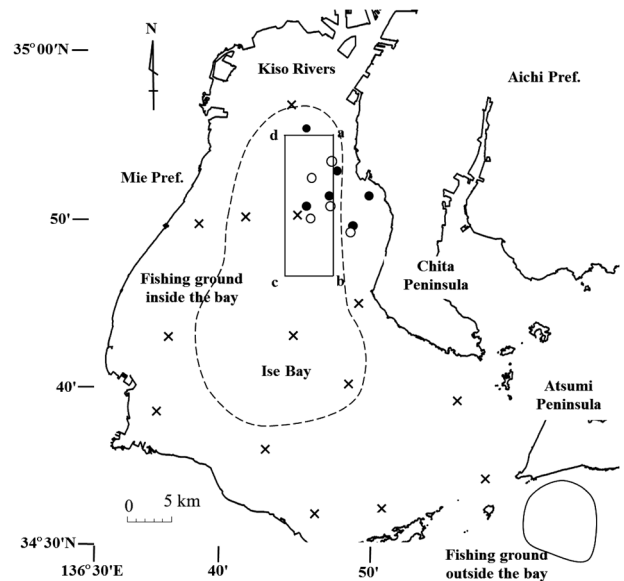 35°00′N
N
Kiso Rivers
Aichi Pref.
d
a
Mie Pref.
50'
c
b
Fishing ground
inside the bay
Chita
Peninsula
Ise Bay
40'
Atsumi
Peninsula
0
5 km
34°30′N
Fishing ground
outside the bay
136°30′E
40'
50'